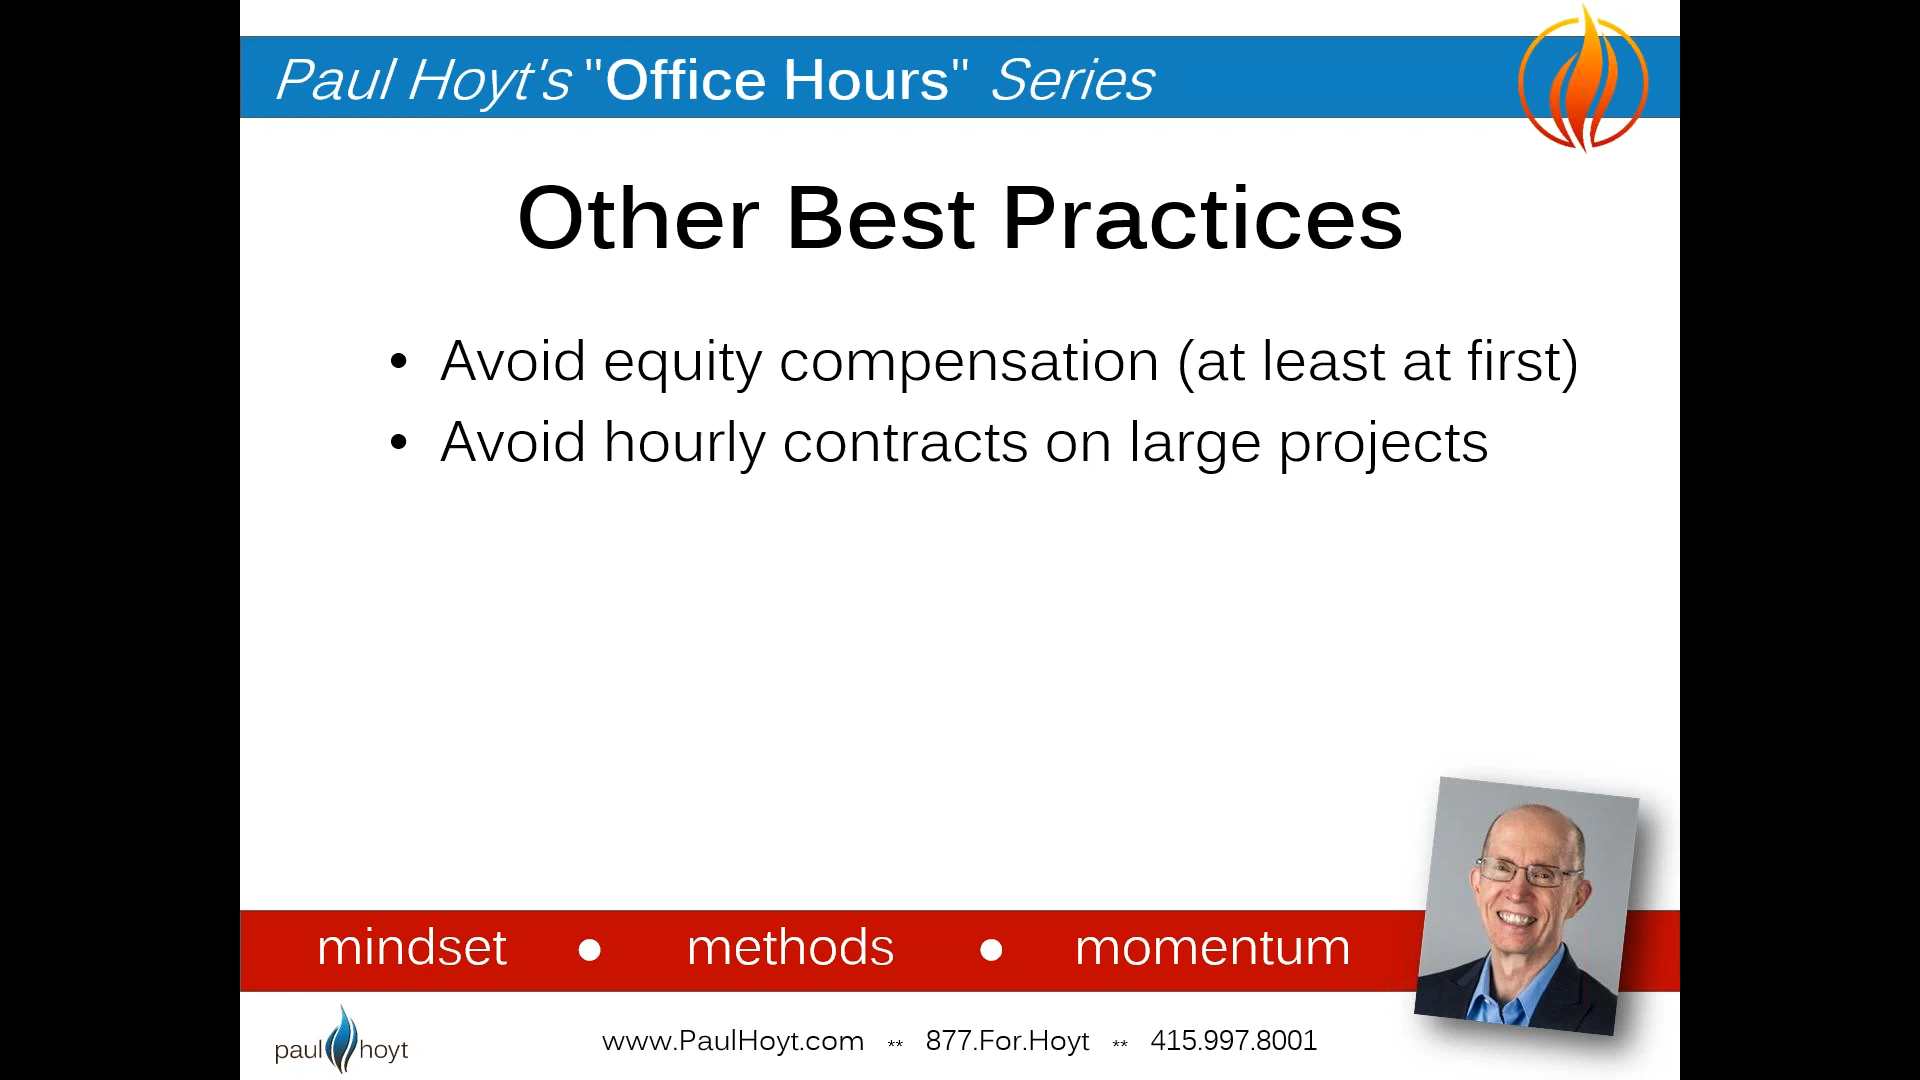 Paul Hoyt's "Office Hours" Series
Other Best Practices
• Avoid equity compensation (at least at first)
• Avoid hourly contracts on large projects
mindset • methods • momentum
paul hoyt
www.PaulHoyt.com ** 877.For.Hoyt ** 415.997.8001